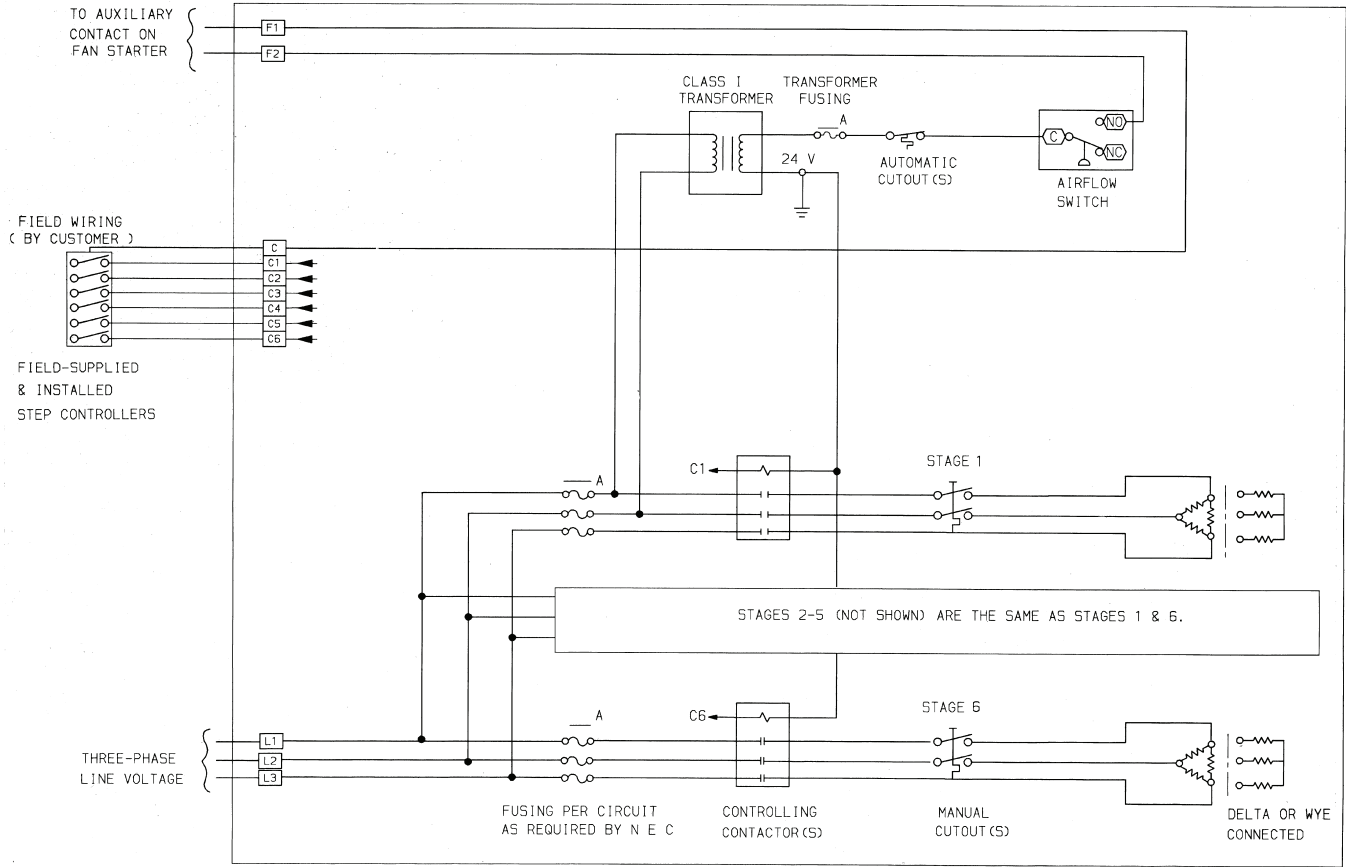 TO AUXILIARY
CONTACT ON
FAN STARTER
F1
F2
CLASS I
TRANSFORMER
TRANSFORMER
FUSING
A
24 V
AUTOMATIC
CUTOUT(S)
C
NO
NC
AIRFLOW
SWITCH
FIELD WIRING
( BY CUSTOMER )
C
C1
C2
C3
C4
C5
C6
FIELD-SUPPLIED
& INSTALLED
STEP CONTROLLERS
A
C1
STAGE 1
STAGES 2-5 (NOT SHOWN) ARE THE SAME AS STAGES 1 & 6.
A
C6
STAGE 6
THREE-PHASE
LINE VOLTAGE
L1
L2
L3
FUSING PER CIRCUIT
AS REQUIRED BY N E C
CONTROLLING
CONTACTOR(S)
MANUAL
CUTOUT(S)
DELTA OR WYE
CONNECTED